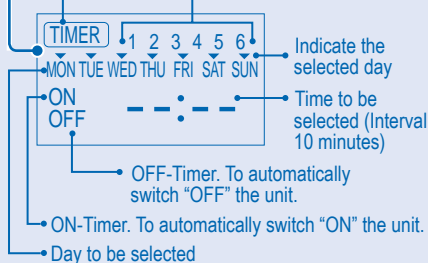 TIMER 1 2 3 4 5 6
MON TUE WED THU FRI SAT SUN
ON
OFF
--:--
Indicate the
selected day
Time to be
selected (Interval
10 minutes)
OFF-Timer. To automatically
switch “OFF” the unit.
ON-Timer. To automatically switch “ON” the unit.
Day to be selected